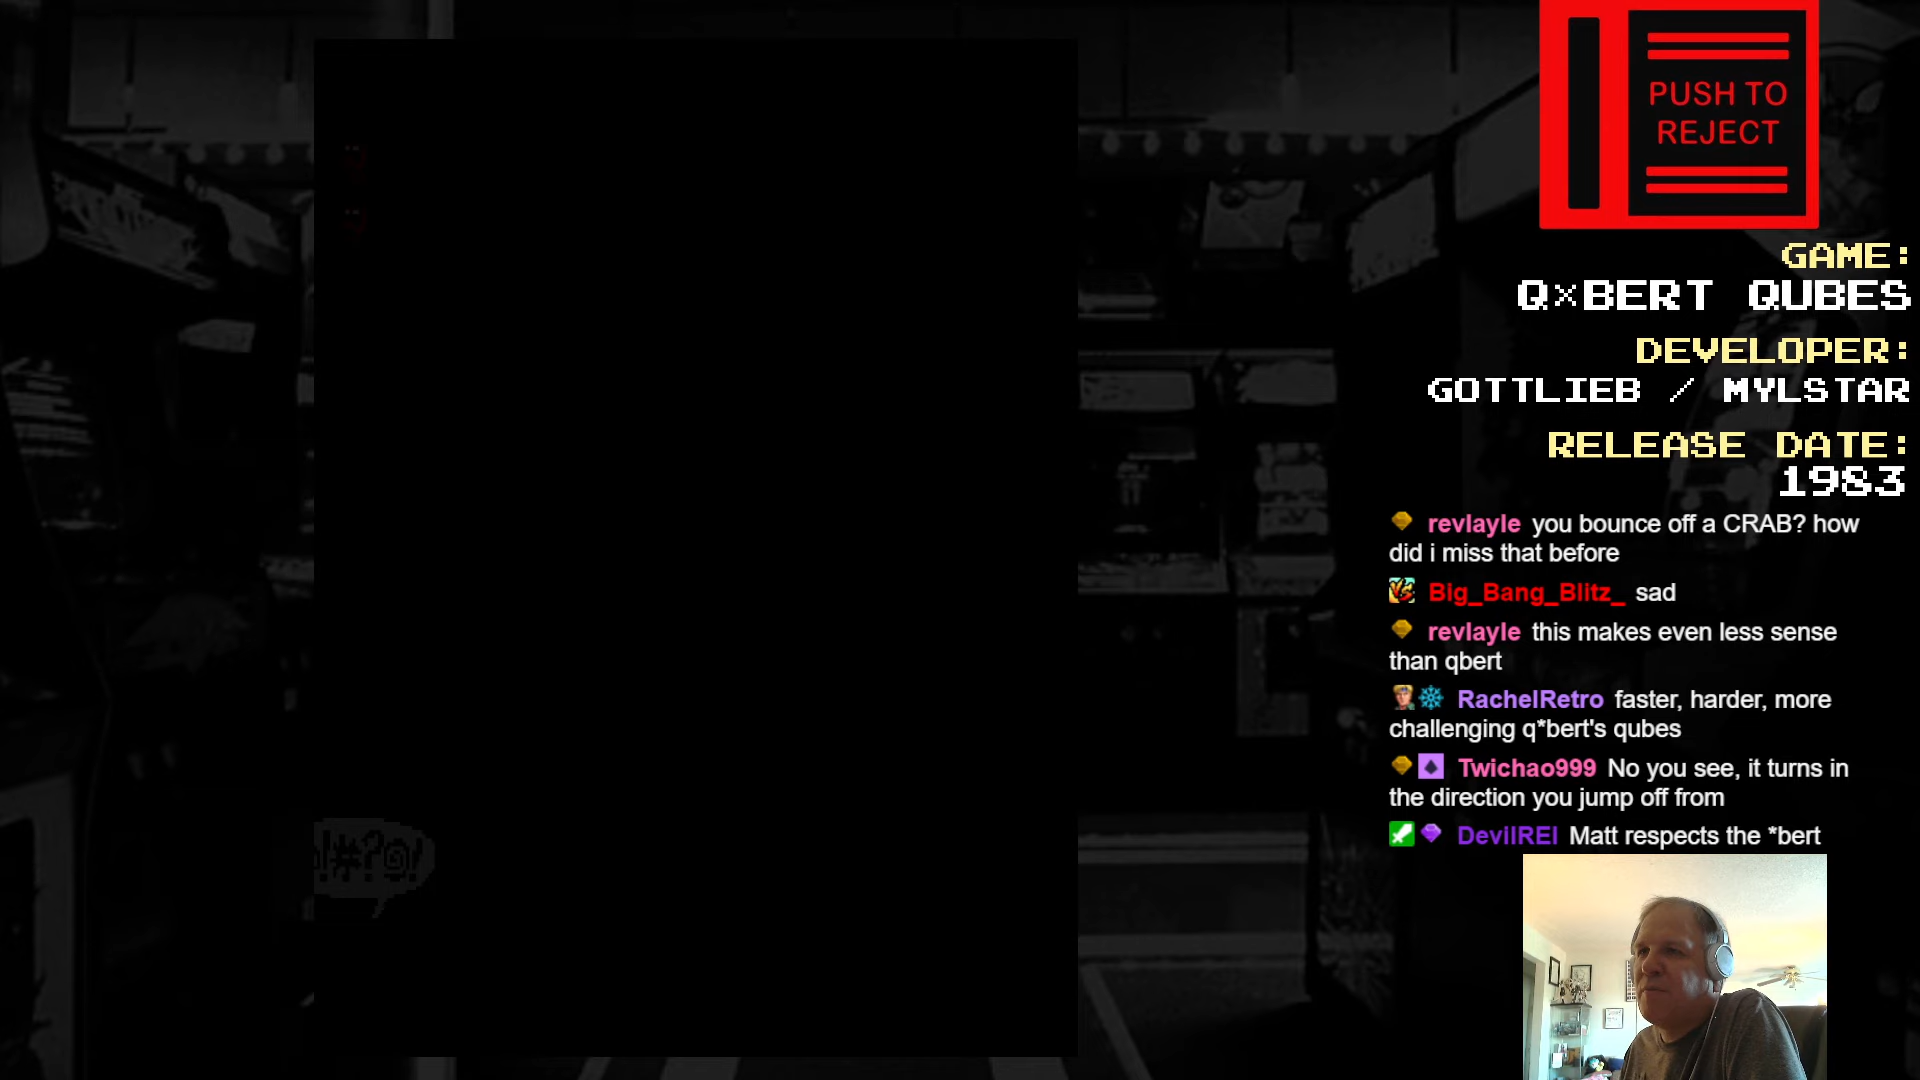 PUSH TO
REJECT
GAME:
Q×BERT QUBES
DEVELOPER:
GOTTLIEB / MYLSTAR
RELEASE DATE:
1983
revlayle you bounce off a CRAB? how
did i miss that before
Big_Bang_Blitz_ sad
revlayle this makes even less sense
than qbert
RachelRetro faster, harder, more
challenging q*bert's qubes
Twichao999 No you see, it turns in
the direction you jump off from
DevilREI Matt respects the *bert
!#?@!